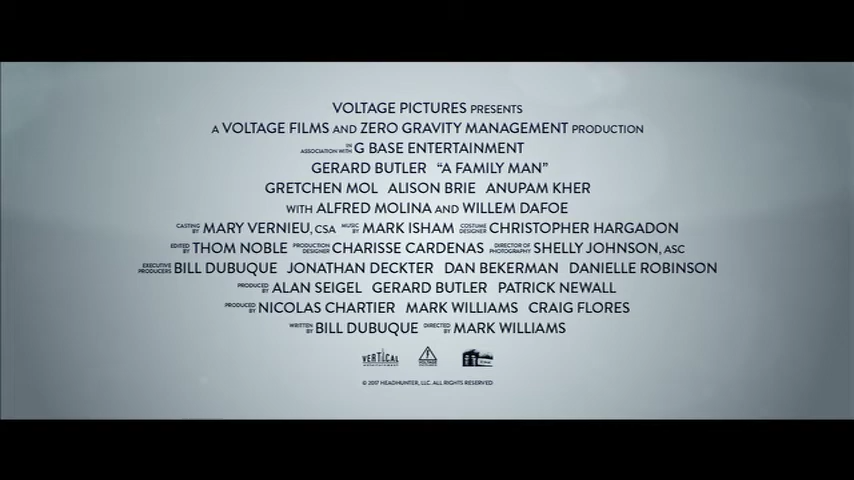 VOLTAGE PICTURES PRESENTS
A VOLTAGE FILMS AND ZERO GRAVITY MANAGEMENT PRODUCTION
IN ASSOCIATION WITH G BASE ENTERTAINMENT
GERARD BUTLER "A FAMILY MAN"
GRETCHEN MOL ALISON BRIE ANUPAM KHER
WITH ALFRED MOLINA AND WILLEM DAFOE
CASTING BY MARY VERNIEU, CSA MUSIC BY MARK ISHAM COSTUME DESIGNER CHRISTOPHER HARGADON
EDITED BY THOM NOBLE PRODUCTION DESIGNER CHARISSE CARDENAS DIRECTOR OF PHOTOGRAPHY SHELLY JOHNSON, ASC
EXECUTIVE PRODUCERS BILL DUBUQUE JONATHAN DECKTER DAN BEKERMAN DANIELLE ROBINSON
PRODUCED BY ALAN SEIGEL GERARD BUTLER PATRICK NEWALL
PRODUCED BY NICOLAS CHARTIER MARK WILLIAMS CRAIG FLORES
WRITTEN BY BILL DUBUQUE DIRECTED BY MARK WILLIAMS
VERTICAL ENTERTAINMENT VOLTAGE
© 2017 HEADHUNTER, LLC. ALL RIGHTS RESERVED